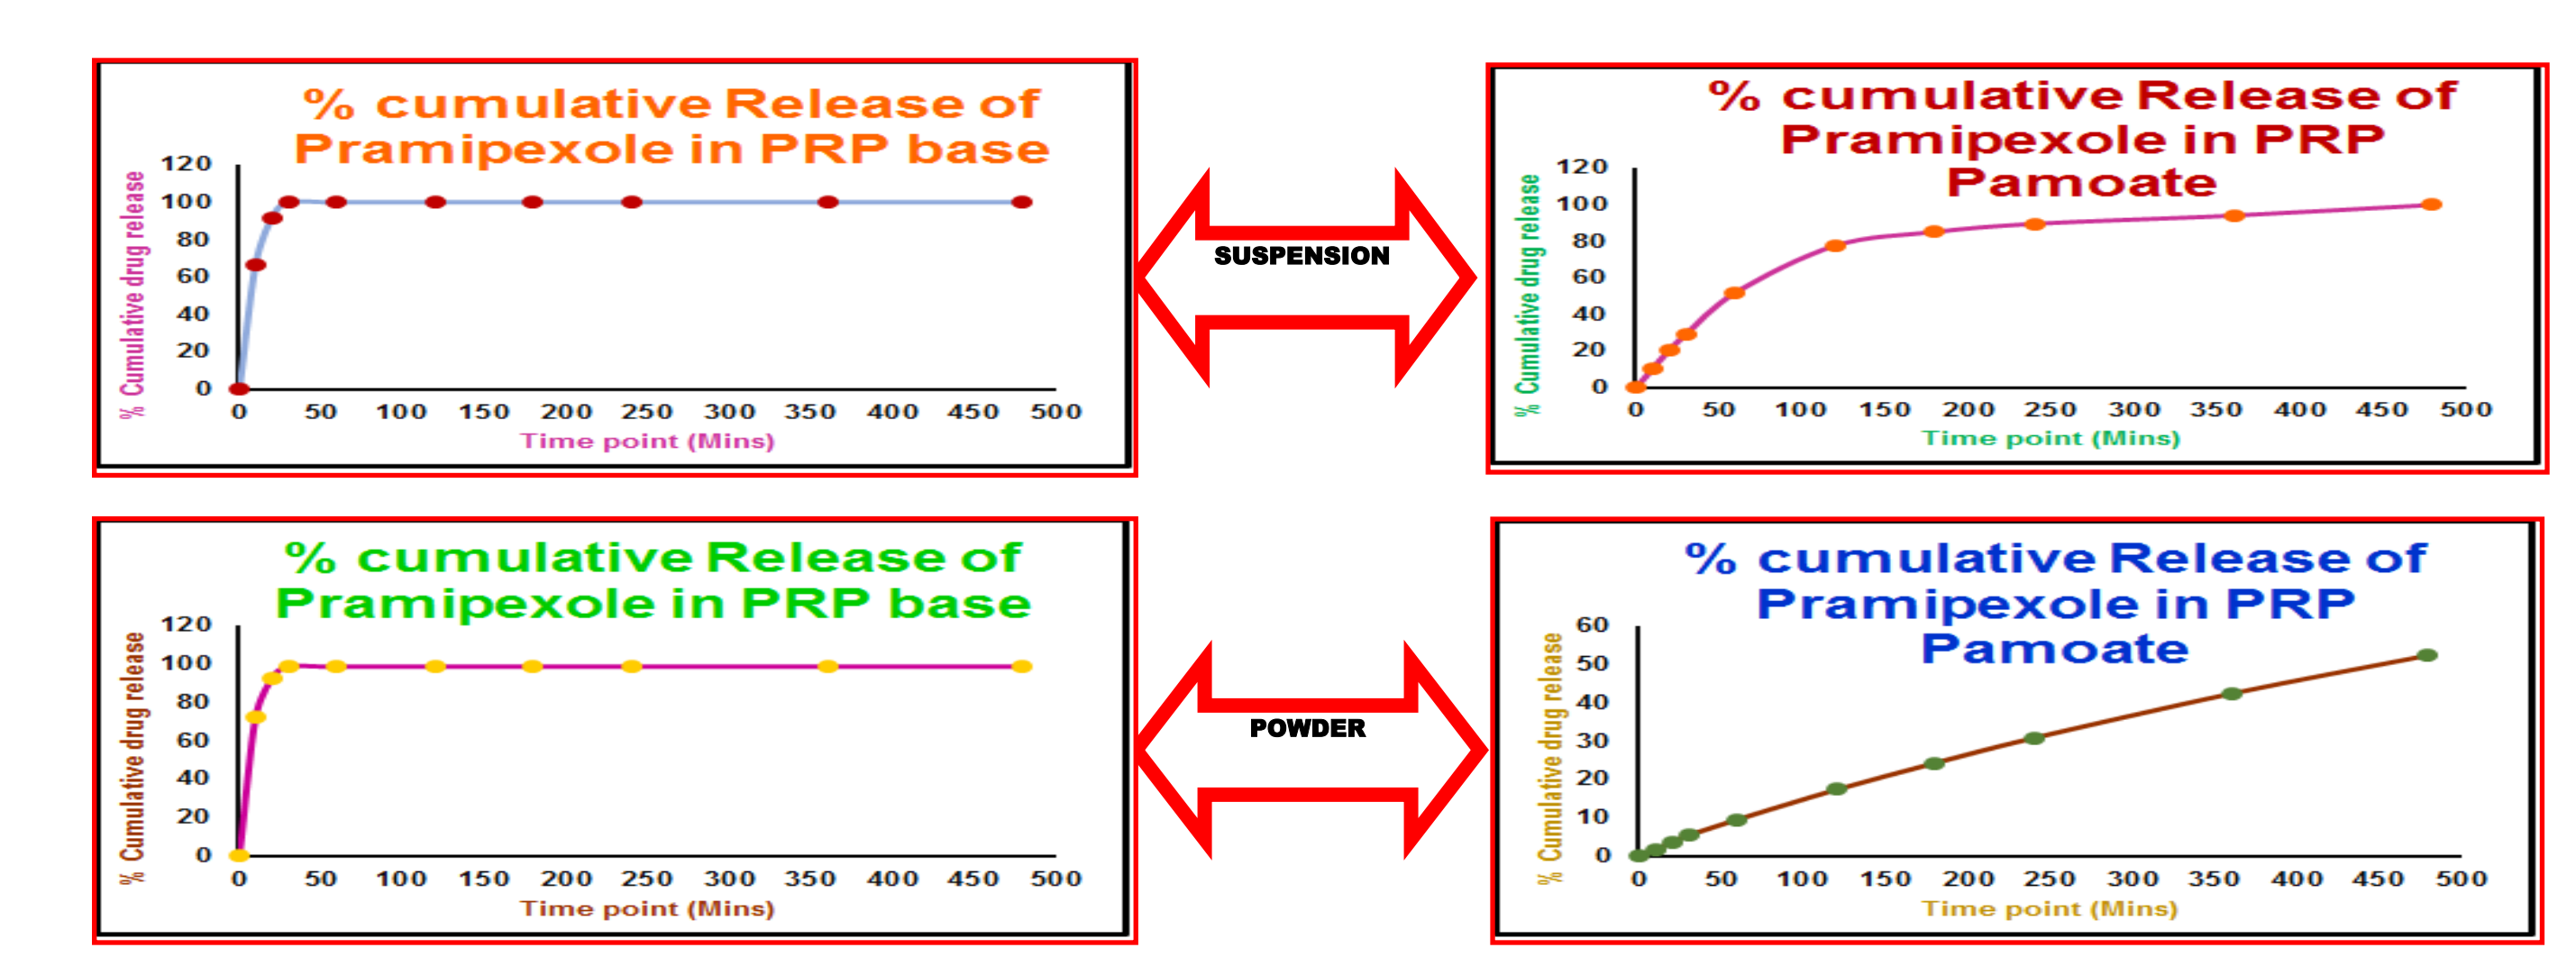 % cumulative Release of
Pramipexole in PRP base
% Cumulative drug release
120
100
80
60
40
20
0
0 50 100 150 200 250 300 350 400 450 500
Time point (Mins)
SUSPENSION
% cumulative Release of
Pramipexole in PRP
Pamoate
% Cumulative drug release
120
100
80
60
40
20
0
0 50 100 150 200 250 300 350 400 450 500
Time point (Mins)
% cumulative Release of
Pramipexole in PRP base
% Cumulative drug release
120
100
80
60
40
20
0
0 50 100 150 200 250 300 350 400 450 500
Time point (Mins)
POWDER
% cumulative Release of
Pramipexole in PRP
Pamoate
% Cumulative drug release
60
50
40
30
20
10
0
0 50 100 150 200 250 300 350 400 450 500
Time point (Mins)